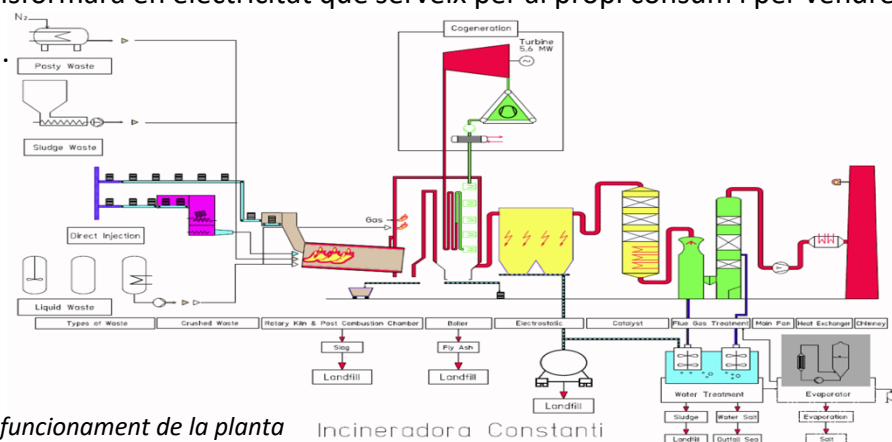 nsformarà en electricitat que serveix per al propi consum i per vendre
.
N₂
Pasty Waste
Sludge Waste
Direct Injection
Liquid Waste
Cogeneration
Turbine
5,6 MW
Gas
Types of Waste
Crushed Waste
Rotary Kiln & Post Combustion Chamber
Boiler
Electrostatic
Catalyst
Flue Gas Treatment
Main Fan
Heat Exchanger
Chimney
Slag
Landfill
Fly Ash
Landfill
Landfill
Water Treatment
Sludge
Water Salt
Landfill
Outfall Sea
Evaporator
Evaporation
Salt
funcionament de la planta
Incineradora Constanti